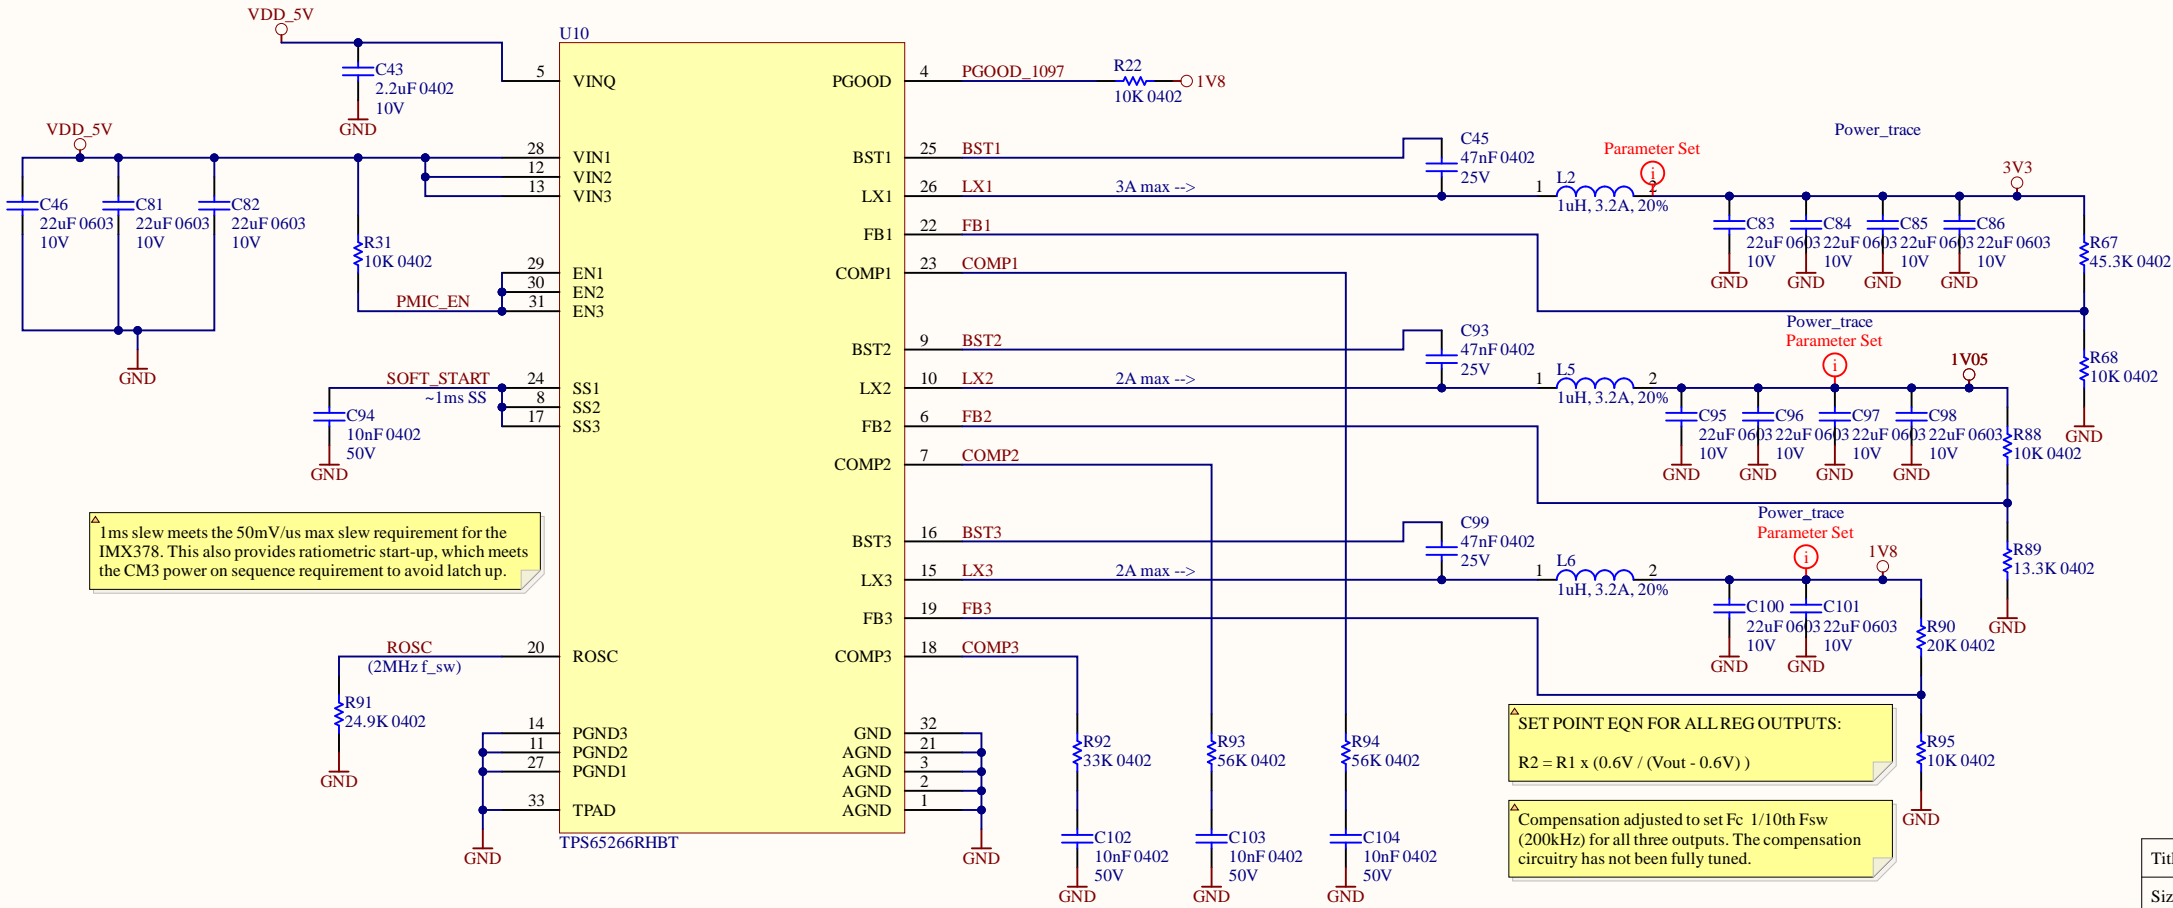 VDD_5V
C43
2.2uF 0402
10V
GND
VDD_5V
C46
22uF 0603
10V
C81
22uF 0603
10V
C82
22uF 0603
10V
GND
R31
10K 0402
PMIC_EN
SOFT_START
~1ms SS
C94
10nF 0402
50V
GND
1ms slew meets the 50mV/us max slew requirement for the
IMX378. This also provides ratiometric start-up, which meets
the CM3 power on sequence requirement to avoid latch up.
ROSC
(2MHz f_sw)
R91
24.9K 0402
GND
GND
U10
5 VINQ
28 VIN1
12 VIN2
13 VIN3
29 EN1
30 EN2
31 EN3
24 SS1
8 SS2
17 SS3
20 ROSC
14 PGND3
11 PGND2
27 PGND1
33 TPAD
TPS65266RHBT
PGOOD 4 PGOOD_1097
BST1 25 BST1
LX1 26 LX1 3A max -->
FB1 22 FB1
COMP1 23 COMP1
BST2 9 BST2
LX2 10 LX2 2A max -->
FB2 6 FB2
COMP2 7 COMP2
BST3 16 BST3
LX3 15 LX3 2A max -->
FB3 19 FB3
COMP3 18 COMP3
GND 32
AGND 21
AGND 3
AGND 2
AGND 1
GND
R22
10K 0402
1V8
C45
47nF 0402
25V
Power_trace
Parameter Set
i
1 L2 2
1uH, 3.2A, 20%
3V3
C83
22uF 0603
10V
GND
C84
22uF 0603
10V
GND
C85
22uF 0603
10V
GND
C86
22uF 0603
10V
GND
R67
45.3K 0402
R68
10K 0402
GND
C93
47nF 0402
25V
Power_trace
Parameter Set
i
1 L5 2
1uH, 3.2A, 20%
1V05
C95
22uF 0603
10V
GND
C96
22uF 0603
10V
GND
C97
22uF 0603
10V
GND
C98
22uF 0603
10V
GND
R88
10K 0402
R89
13.3K 0402
GND
C99
47nF 0402
25V
Power_trace
Parameter Set
i
1 L6 2
1uH, 3.2A, 20%
1V8
C100
22uF 0603
10V
GND
C101
22uF 0603
10V
GND
R90
20K 0402
R95
10K 0402
GND
R92
33K 0402
C102
10nF 0402
50V
GND
R93
56K 0402
C103
10nF 0402
50V
GND
R94
56K 0402
C104
10nF 0402
50V
GND
SET POINT EQN FOR ALL REG OUTPUTS:
R2 = R1 x (0.6V / (Vout - 0.6V) )
Compensation adjusted to set Fc 1/10th Fsw
(200kHz) for all three outputs. The compensation
circuitry has not been fully tuned.